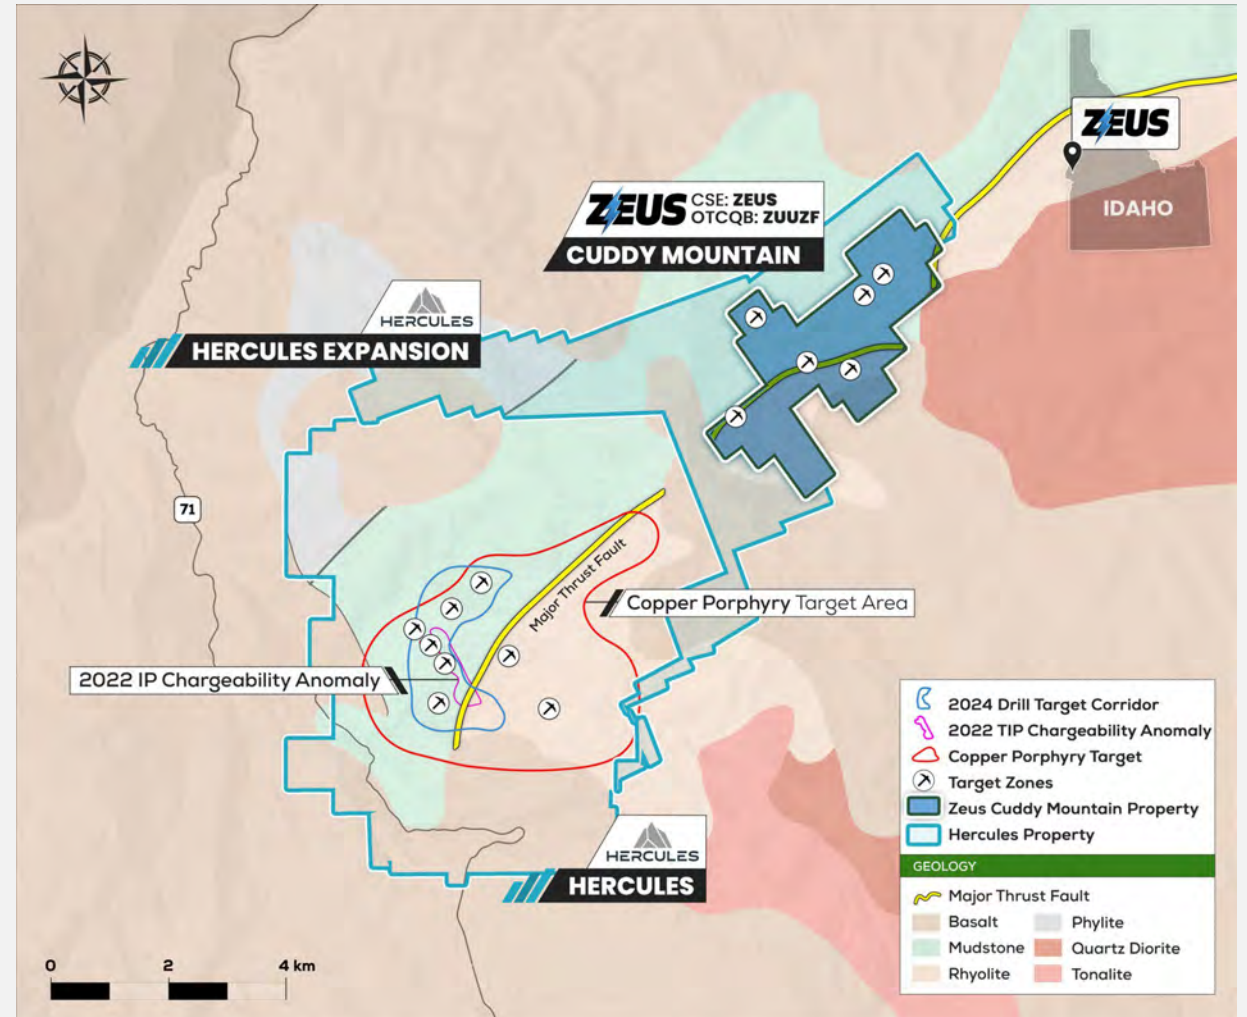 ZEUS
IDAHO
ZEUS CSE: ZEUS
OTCQB: ZUUZF
CUDDY MOUNTAIN
HERCULES
HERCULES EXPANSION
71
Major Thrust Fault
Copper Porphyry Target Area
2022 IP Chargeability Anomaly
HERCULES
HERCULES
0 2 4 km
2024 Drill Target Corridor
2022 TIP Chargeability Anomaly
Copper Porphyry Target
Target Zones
Zeus Cuddy Mountain Property
Hercules Property
GEOLOGY
Major Thrust Fault
Basalt Phylite
Mudstone Quartz Diorite
Rhyolite Tonalite